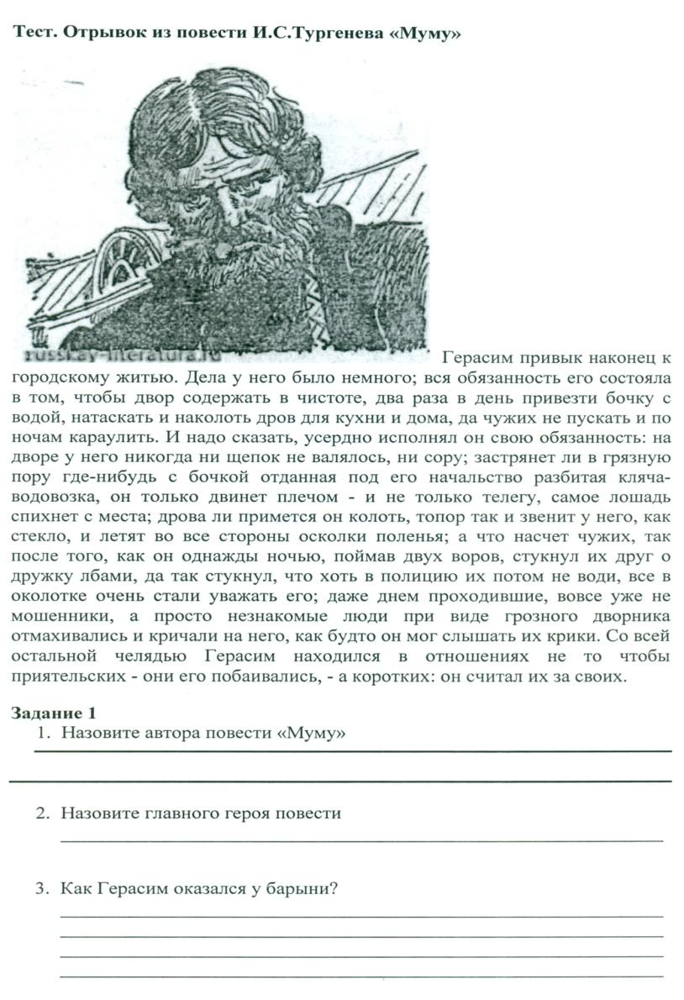 Тест. Отрывок из повести И.С.Тургенева «Муму»
russkay-literatura.ru
Герасим привык наконец к
городскому житью. Дела у него было немного; вся обязанность его состояла
в том, чтобы двор содержать в чистоте, два раза в день привезти бочку с
водой, натаскать и наколоть дров для кухни и дома, да чужих не пускать и по
ночам караулить. И надо сказать, усердно исполнял он свою обязанность: на
дворе у него никогда ни щепок не валялось, ни сору; застрянет ли в грязную
пору где-нибудь с бочкой отданная под его начальство разбитая кляча-
водовозка, он только двинет плечом - и не только телегу, самое лошадь
спихнет с места; дрова ли примется он колоть, топор так и звенит у него, как
стекло, и летят во все стороны осколки поленья; а что насчет чужих, так
после того, как он однажды ночью, поймав двух воров, стукнул их друг о
дружку лбами, да так стукнул, что хоть в полицию их потом не води, все в
околотке очень стали уважать его; даже днем проходившие, вовсе уже не
мошенники, а просто незнакомые люди при виде грозного дворника
отмахивались и кричали на него, как будто он мог слышать их крики. Со всей
остальной челядью Герасим находился в отношениях не то чтобы
приятельских - они его побаивались, - а коротких: он считал их за своих.
Задание 1
1. Назовите автора повести «Муму»
2. Назовите главного героя повести
3. Как Герасим оказался у барыни?